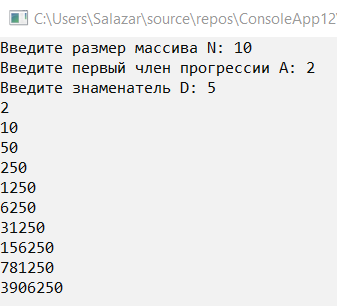 C:\Users\Salazar\source\repos\ConsoleApp12\
Введите размер массива N: 10
Введите первый член прогрессии A: 2
Введите знаменатель D: 5
2
10
50
250
1250
6250
31250
156250
781250
3906250